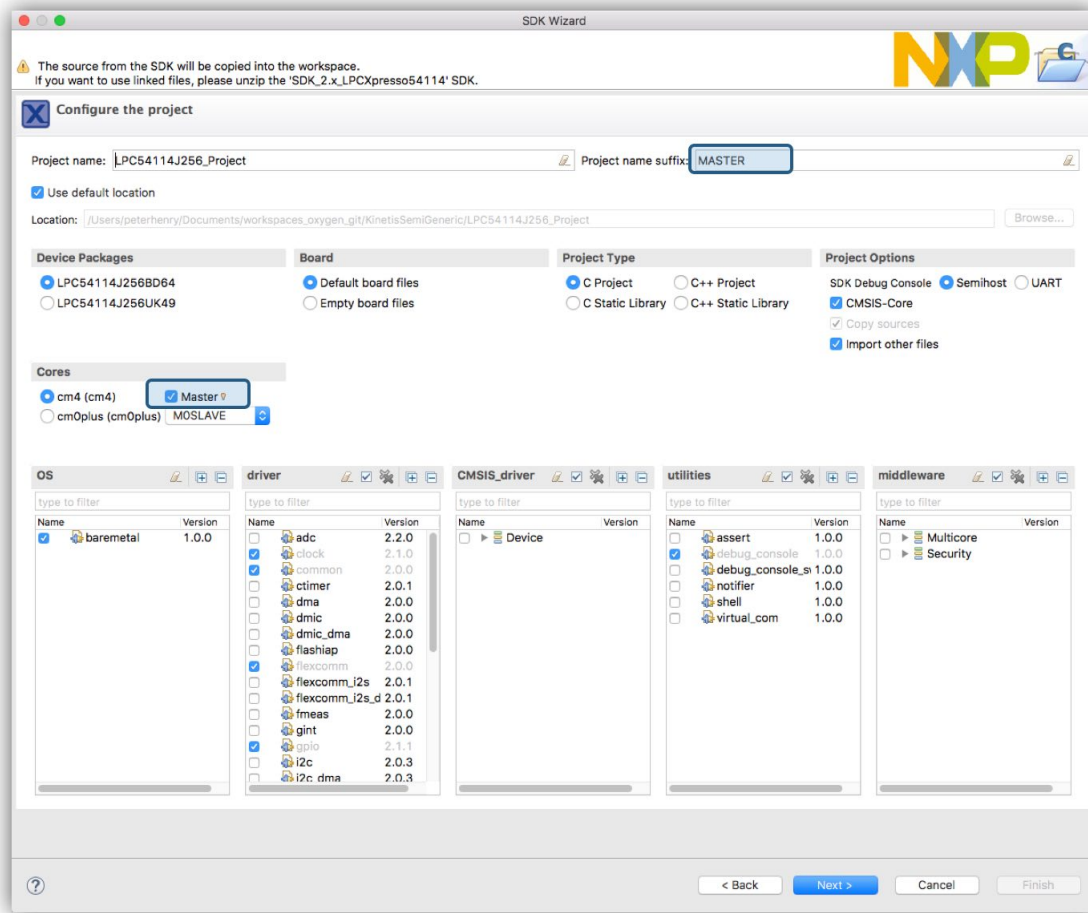 SDK Wizard
The source from the SDK will be copied into the workspace.
If you want to use linked files, please unzip the 'SDK_2.x_LPCXpresso54114' SDK.
NXP
C
Configure the project
Project name: LPC54114J256_Project Project name suffix: MASTER
Use default location
Location: /Users/peterhenry/Documents/workspaces_oxygen_git/KinetisSemiGeneric/LPC54114J256_Project Browse...
Device Packages Board Project Type Project Options
LPC54114J256BD64 Default board files C Project C++ Project SDK Debug Console Semihost UART
LPC54114J256UK49 Empty board files C Static Library C++ Static Library CMSIS-Core
Copy sources
Import other files
Cores
cm4 (cm4) Master
cm0plus (cm0plus) M0SLAVE
OS driver CMSIS_driver utilities middleware
type to filter type to filter type to filter type to filter type to filter
Name Version Name Version Name Version Name Version Name Version
baremetal 1.0.0 adc 2.2.0 Device assert 1.0.0 Multicore
clock 2.1.0 debug_console 1.0.0 Security
common 2.0.0 debug_console_sv 1.0.0
ctimer 2.0.1 notifier 1.0.0
dma 2.0.0 shell 1.0.0
dmic 2.0.0 virtual_com 1.0.0
dmic_dma 2.0.0
flashiap 2.0.0
flexcomm 2.0.0
flexcomm_i2s 2.0.1
flexcomm_i2s_d 2.0.1
fmeas 2.0.0
gint 2.0.0
gpio 2.1.1
i2c 2.0.3
i2c_dma 2.0.3
? < Back Next > Cancel Finish